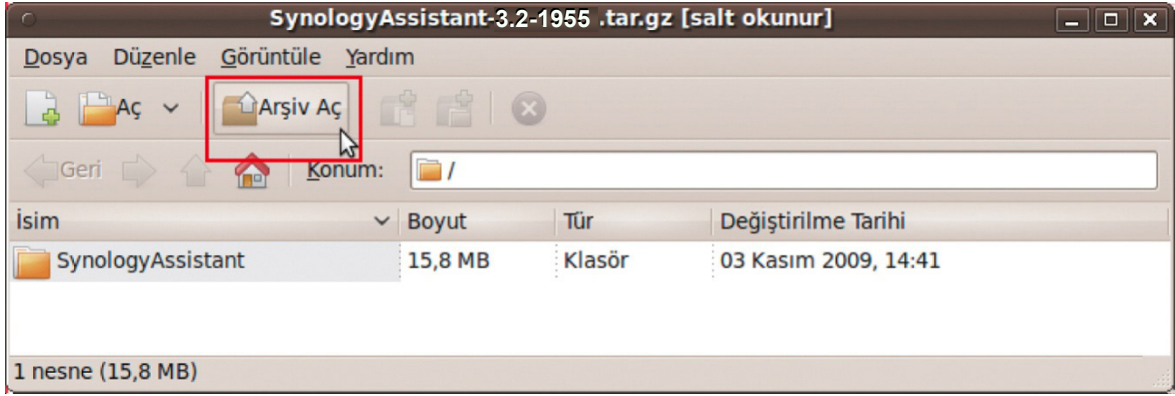 SynologyAssistant-3.2-1955 .tar.gz [salt okunur]
Dosya Düzenle Görüntüle Yardım
Aç Arşiv Aç
Geri Konum: /
İsim Boyut Tür Değiştirilme Tarihi
SynologyAssistant 15,8 MB Klasör 03 Kasım 2009, 14:41
1 nesne (15,8 MB)